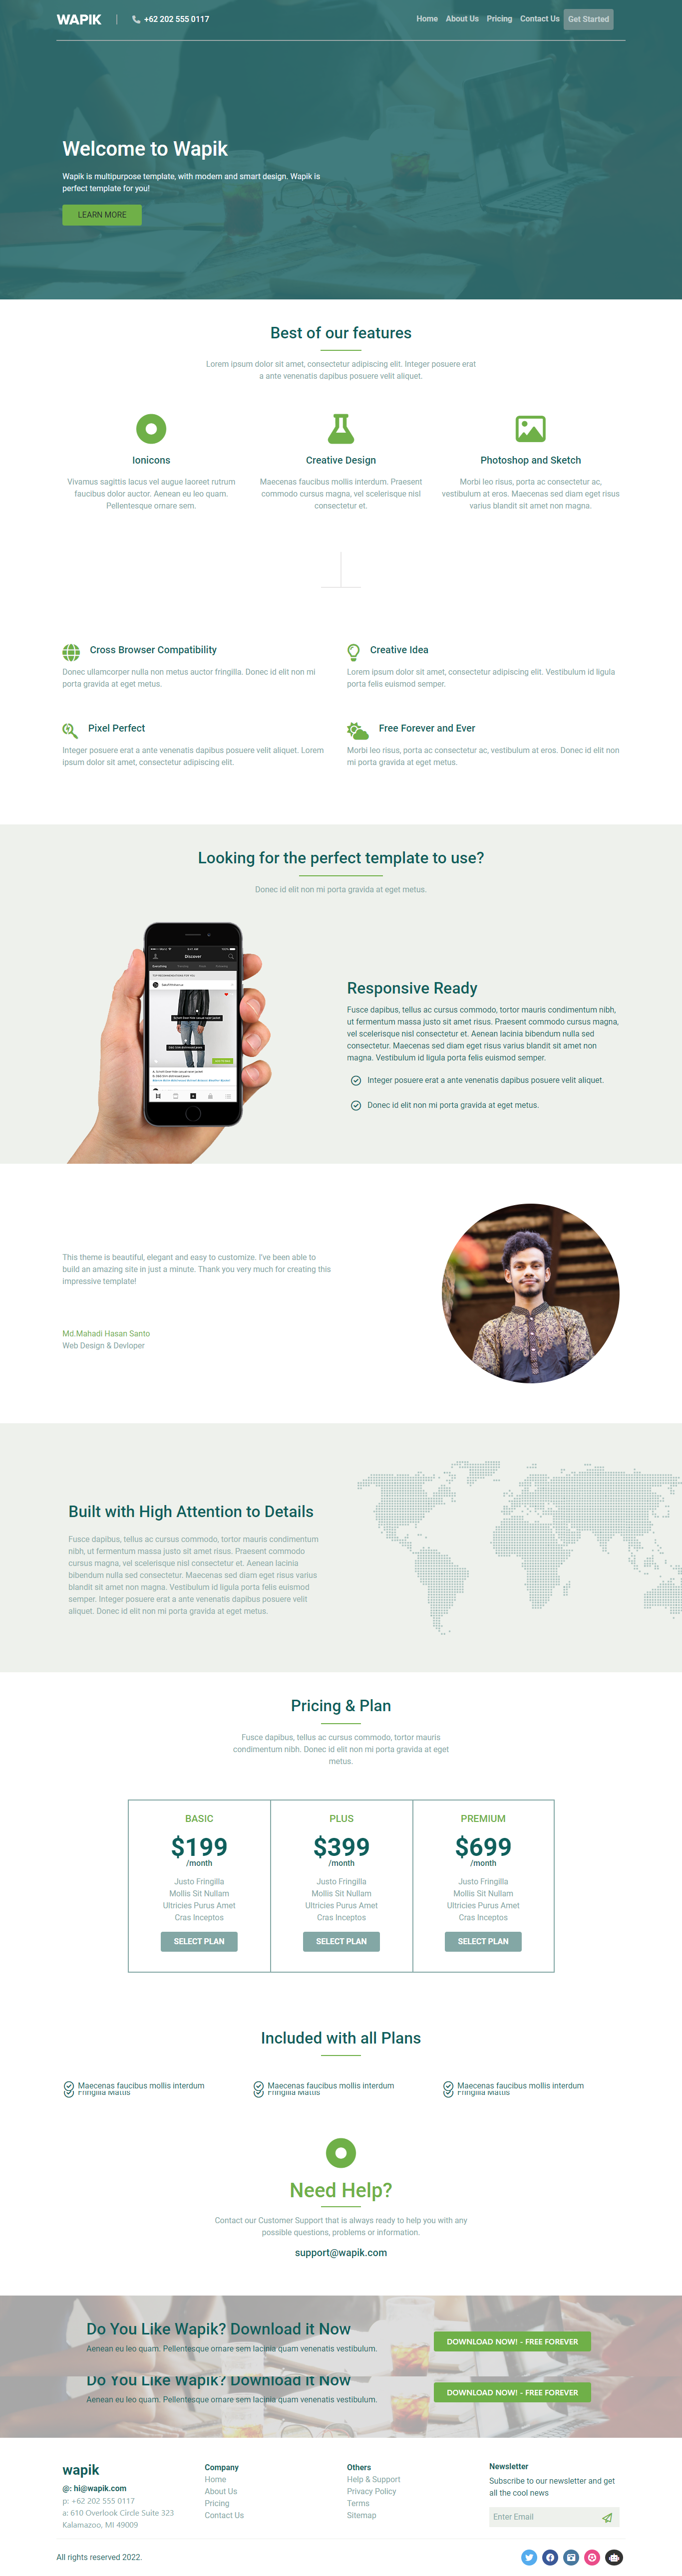 WAPIK
+62 202 555 0117
Home About Us Pricing Contact Us Get Started
Welcome to Wapik
Wapik is multipurpose template, with modern and smart design. Wapik is
perfect template for you!
LEARN MORE
Best of our features
Lorem ipsum dolor sit amet, consectetur adipiscing elit. Integer posuere erat
a ante venenatis dapibus posuere velit aliquet.
Ionicons
Vivamus sagittis lacus vel augue laoreet rutrum
faucibus dolor auctor. Aenean eu leo quam.
Pellentesque ornare sem.
Creative Design
Maecenas faucibus mollis interdum. Praesent
commodo cursus magna, vel scelerisque nisl
consectetur et.
Photoshop and Sketch
Morbi leo risus, porta ac consectetur ac,
vestibulum at eros. Maecenas sed diam eget risus
varius blandit sit amet non magna.
Cross Browser Compatibility
Donec ullamcorper nulla non metus auctor fringilla. Donec id elit non mi
porta gravida at eget metus.
Creative Idea
Lorem ipsum dolor sit amet, consectetur adipiscing elit. Vestibulum id ligula
porta felis euismod semper.
Pixel Perfect
Integer posuere erat a ante venenatis dapibus posuere velit aliquet. Lorem
ipsum dolor sit amet, consectetur adipiscing elit.
Free Forever and Ever
Morbi leo risus, porta ac consectetur ac, vestibulum at eros. Donec id elit non
mi porta gravida at eget metus.
Looking for the perfect template to use?
Donec id elit non mi porta gravida at eget metus.
Discover
Responsive Ready
Fusce dapibus, tellus ac cursus commodo, tortor mauris condimentum nibh,
ut fermentum massa justo sit amet risus. Praesent commodo cursus magna,
vel scelerisque nisl consectetur et. Aenean lacinia bibendum nulla sed
consectetur. Maecenas sed diam eget risus varius blandit sit amet non
magna. Vestibulum id ligula porta felis euismod semper.
Integer posuere erat a ante venenatis dapibus posuere velit aliquet.
Donec id elit non mi porta gravida at eget metus.
This theme is beautiful, elegant and easy to customize. I've been able to
build an amazing site in just a minute. Thank you very much for creating this
impressive template!
Md.Mahadi Hasan Santo
Web Design & Devloper
Built with High Attention to Details
Fusce dapibus, tellus ac cursus commodo, tortor mauris condimentum
nibh, ut fermentum massa justo sit amet risus. Praesent commodo
cursus magna, vel scelerisque nisl consectetur et. Aenean lacinia
bibendum nulla sed consectetur. Maecenas sed diam eget risus varius
blandit sit amet non magna. Vestibulum id ligula porta felis euismod
semper. Integer posuere erat a ante venenatis dapibus posuere velit
aliquet. Donec id elit non mi porta gravida at eget metus.
Pricing & Plan
Fusce dapibus, tellus ac cursus commodo, tortor mauris
condimentum nibh. Donec id elit non mi porta gravida at eget
metus.
BASIC
$199
/month
Justo Fringilla
Mollis Sit Nullam
Ultricies Purus Amet
Cras Inceptos
SELECT PLAN
PLUS
$399
/month
Justo Fringilla
Mollis Sit Nullam
Ultricies Purus Amet
Cras Inceptos
SELECT PLAN
PREMIUM
$699
/month
Justo Fringilla
Mollis Sit Nullam
Ultricies Purus Amet
Cras Inceptos
SELECT PLAN
Included with all Plans
Maecenas faucibus mollis interdum
Fringilla Mattis
Maecenas faucibus mollis interdum
Fringilla Mattis
Maecenas faucibus mollis interdum
Fringilla Mattis
Need Help?
Contact our Customer Support that is always ready to help you with any
possible questions, problems or information.
support@wapik.com
Do You Like Wapik? Download it Now
Aenean eu leo quam. Pellentesque ornare sem lacinia quam venenatis vestibulum.
DOWNLOAD NOW! - FREE FOREVER
Do You Like Wapik? Download it Now
Aenean eu leo quam. Pellentesque ornare sem lacinia quam venenatis vestibulum.
DOWNLOAD NOW! - FREE FOREVER
wapik
@: hi@wapik.com
p: +62 202 555 0117
a: 610 Overlook Circle Suite 323
Kalamazoo, MI 49009
Company
Home
About Us
Pricing
Contact Us
Others
Help & Support
Privacy Policy
Terms
Sitemap
Newsletter
Subscribe to our newsletter and get
all the cool news
Enter Email
All rights reserved 2022.